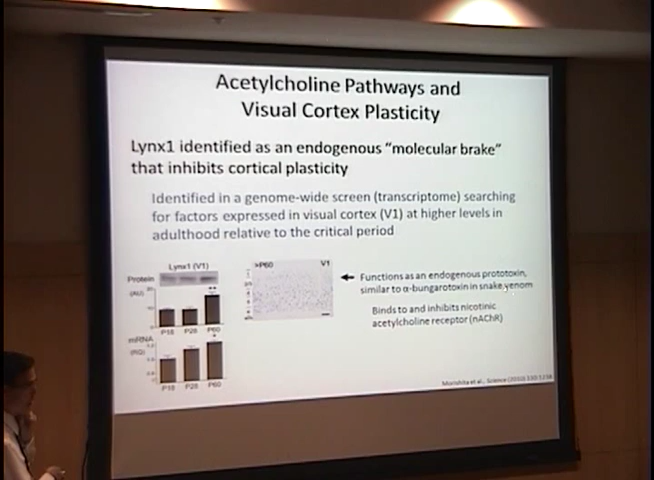 Acetylcholine Pathways and
Visual Cortex Plasticity
Lynx1 identified as an endogenous “molecular brake”
that inhibits cortical plasticity
Identified in a genome-wide screen (transcriptome) searching
for factors expressed in visual cortex (V1) at higher levels in
adulthood relative to the critical period
Lynx1 (V1)
Protein
(AU)
**
P18 P28 P60
mRNA
(RQ)
*
P18 P28 P60
>P60 V1
Functions as an endogenous prototoxin,
similar to α-bungarotoxin in snake venom
Binds to and inhibits nicotinic
acetylcholine receptor (nAChR)
Morishita et al., Science (2010) 330:1238